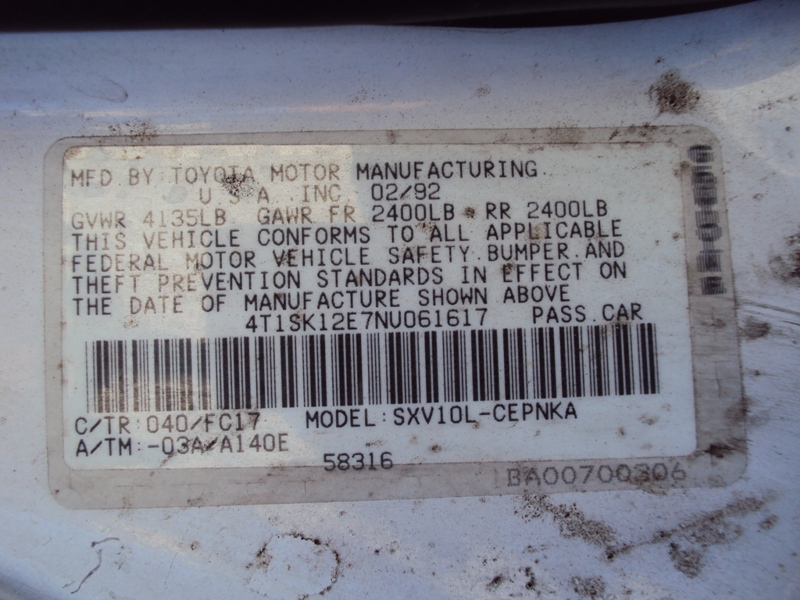 MFD BY TOYOTA MOTOR MANUFACTURING
U S A INC 02/92
GVWR 4135LB GAWR FR 2400LB RR 2400LB
THIS VEHICLE CONFORMS TO ALL APPLICABLE
FEDERAL MOTOR VEHICLE SAFETY.BUMPER.AND
THEFT PREVENTION STANDARDS IN EFFECT ON
THE DATE OF MANUFACTURE SHOWN ABOVE
4T1SK12E7NU061617 PASS.CAR
C/TR:040/FC17 MODEL:SXV10L-CEPNKA
A/TM:-03A/A140E
58316
BA00700306